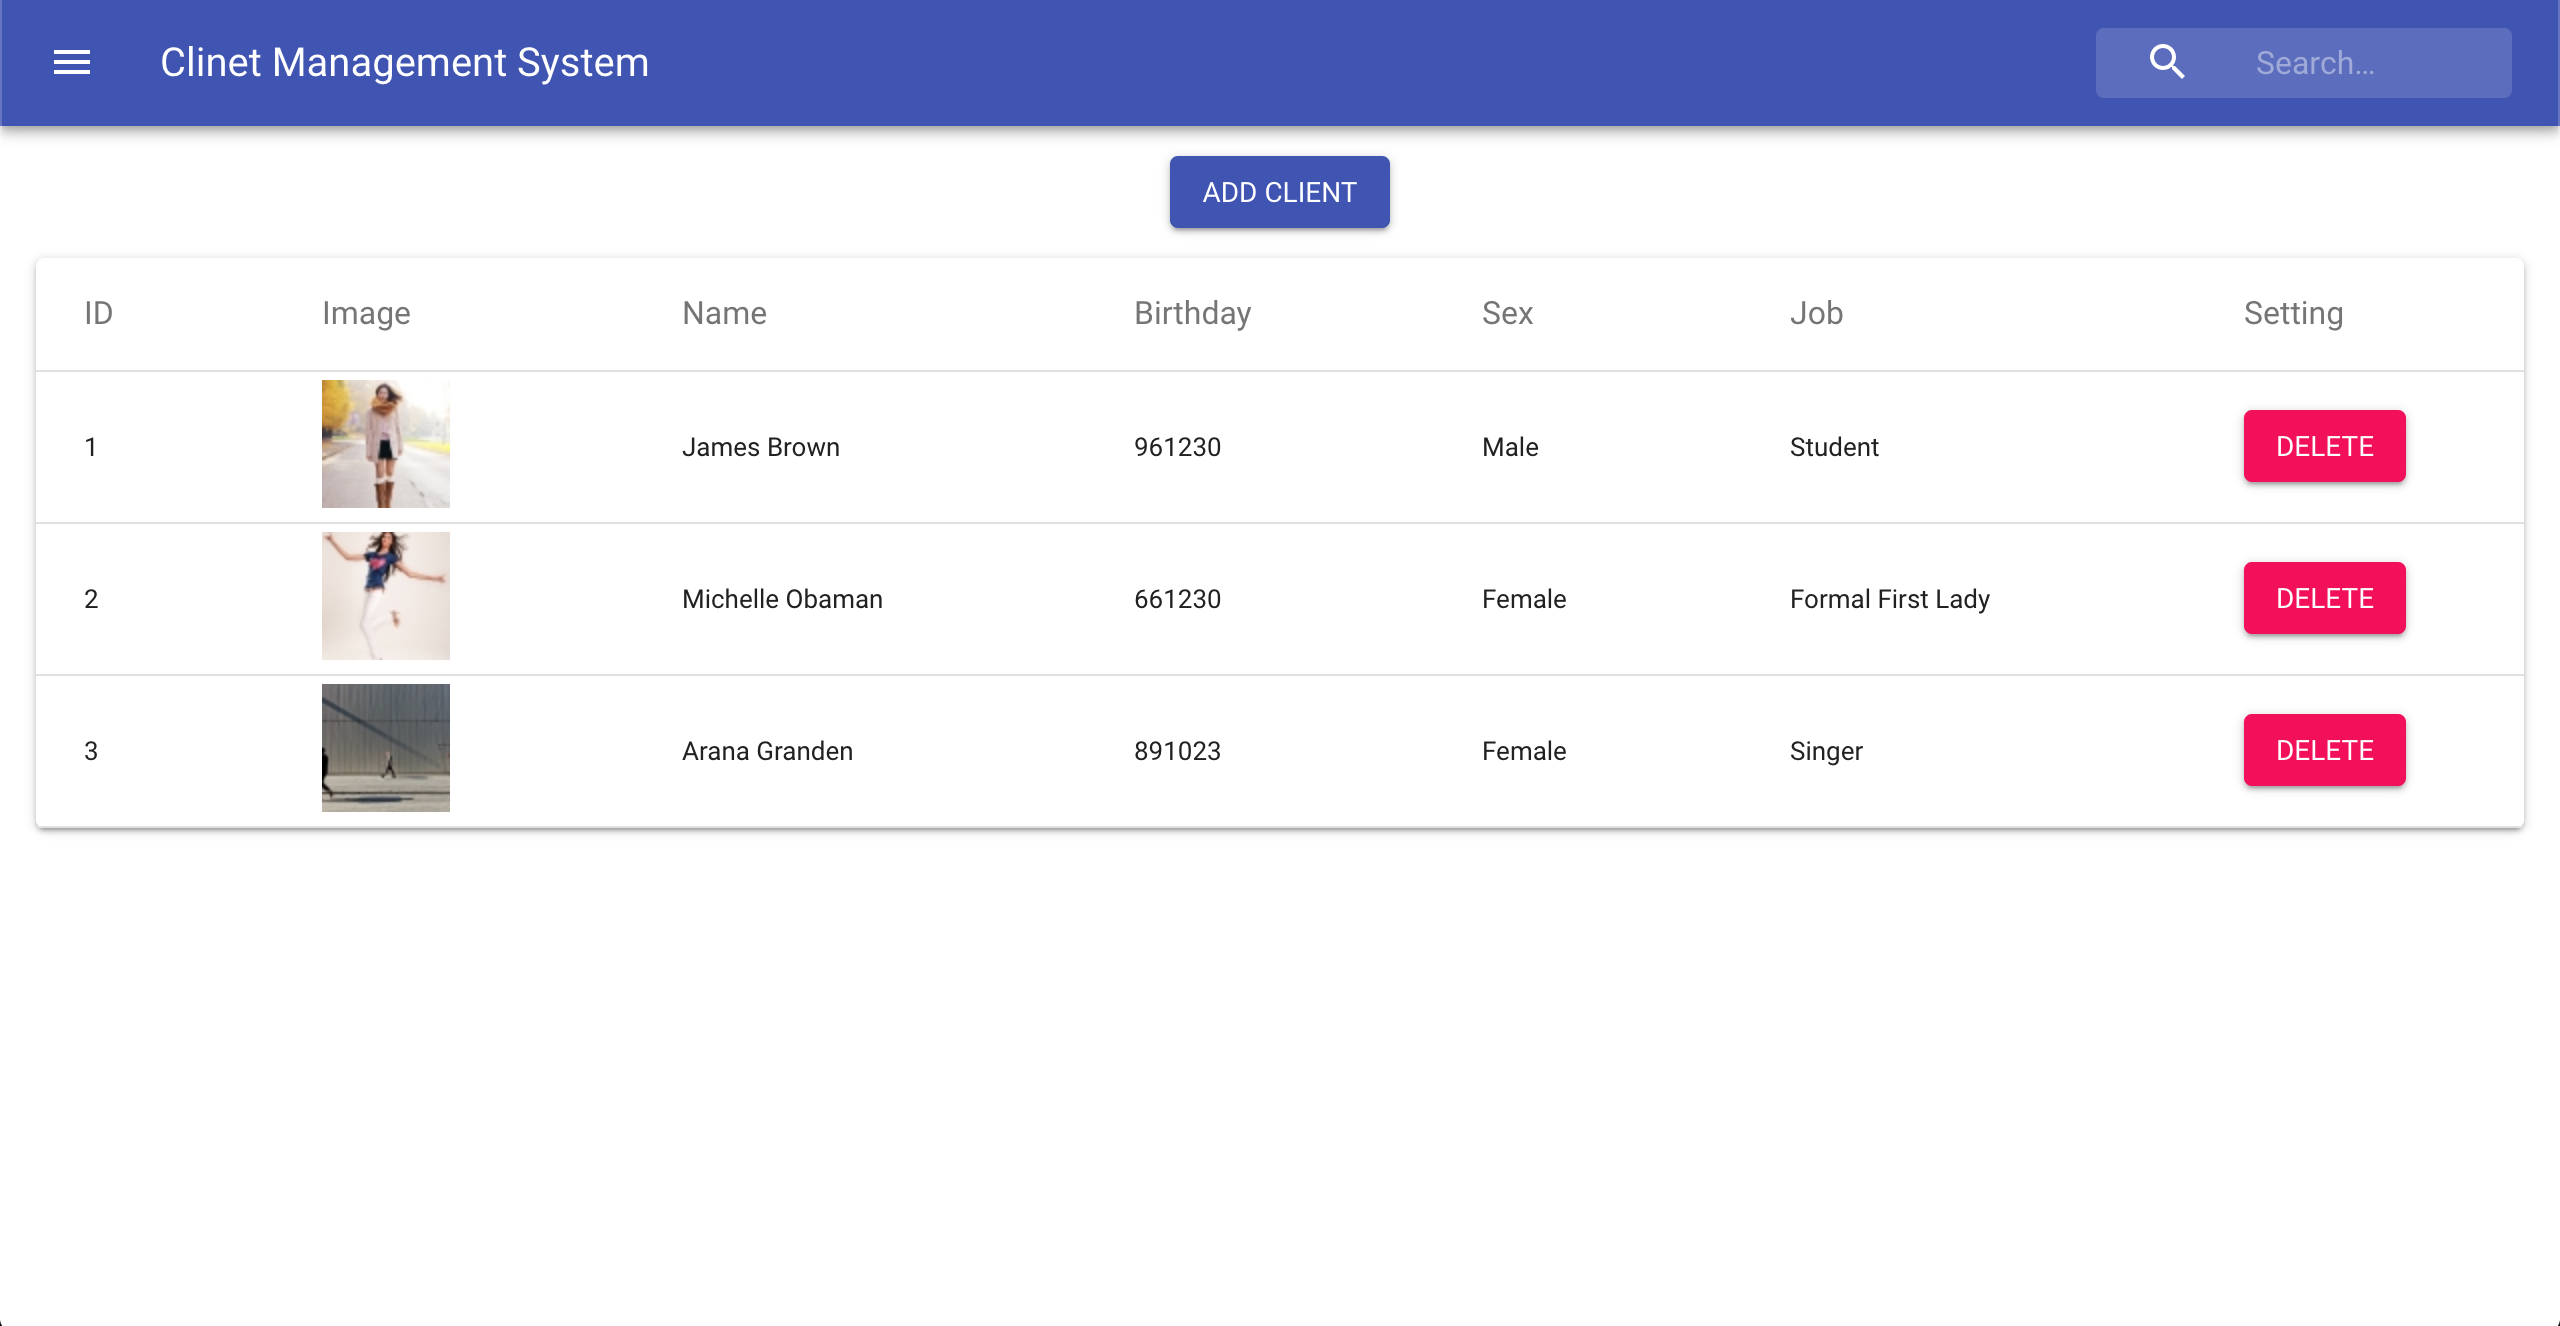 Clinet Management System
Search...
ADD CLIENT
ID Image Name Birthday Sex Job Setting
1 James Brown 961230 Male Student DELETE
2 Michelle Obaman 661230 Female Formal First Lady DELETE
3 Arana Granden 891023 Female Singer DELETE